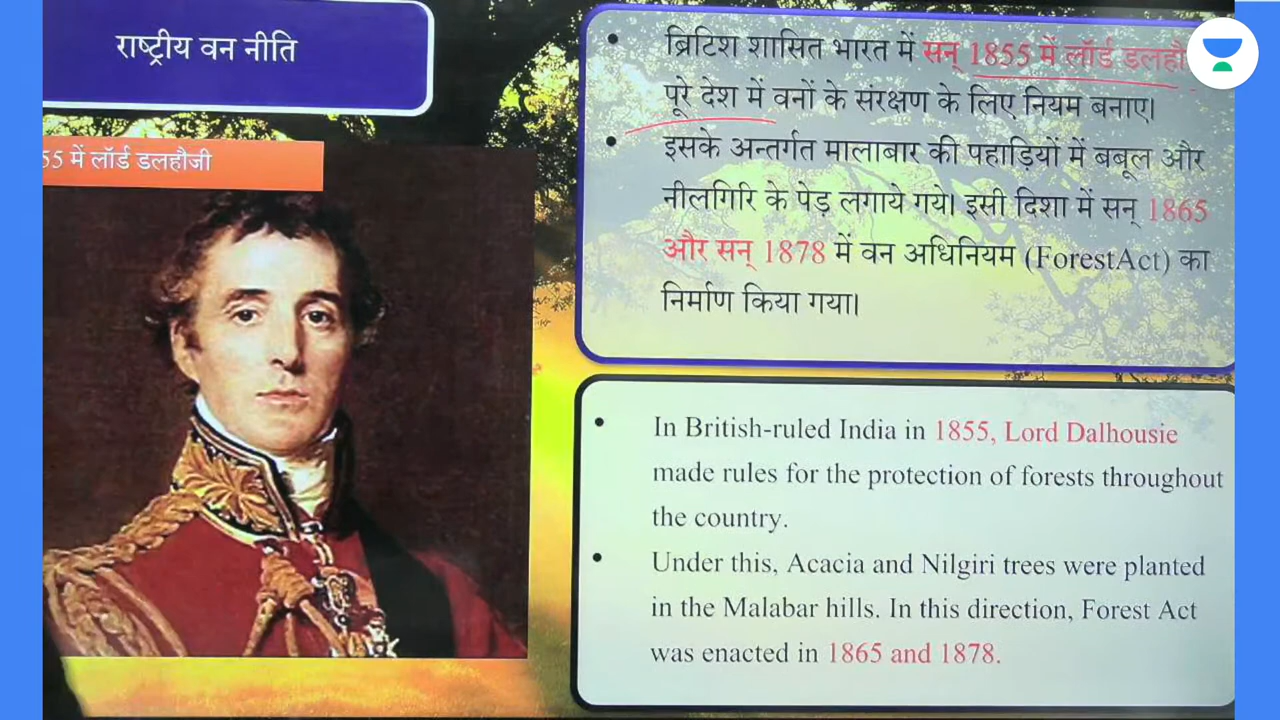 राष्ट्रीय वन नीति
55 में लॉर्ड डलहौजी
ब्रिटिश शासित भारत में सन् 1855 में लॉर्ड
पूरे देश में वनों के संरक्षण के लिए नियम बनाए।
इसके अन्तर्गत मालाबार की पहाड़ियों में बबूल और
नीलगिरि के पेड़ लगाये गये। इसी दिशा में सन् 1865
और सन् 1878 में वन अधिनियम (ForestAct) का
निर्माण किया गया।
In British-ruled India in 1855, Lord Dalhousie
made rules for the protection of forests throughout
the country.
Under this, Acacia and Nilgiri trees were planted
in the Malabar hills. In this direction, Forest Act
was enacted in 1865 and 1878.